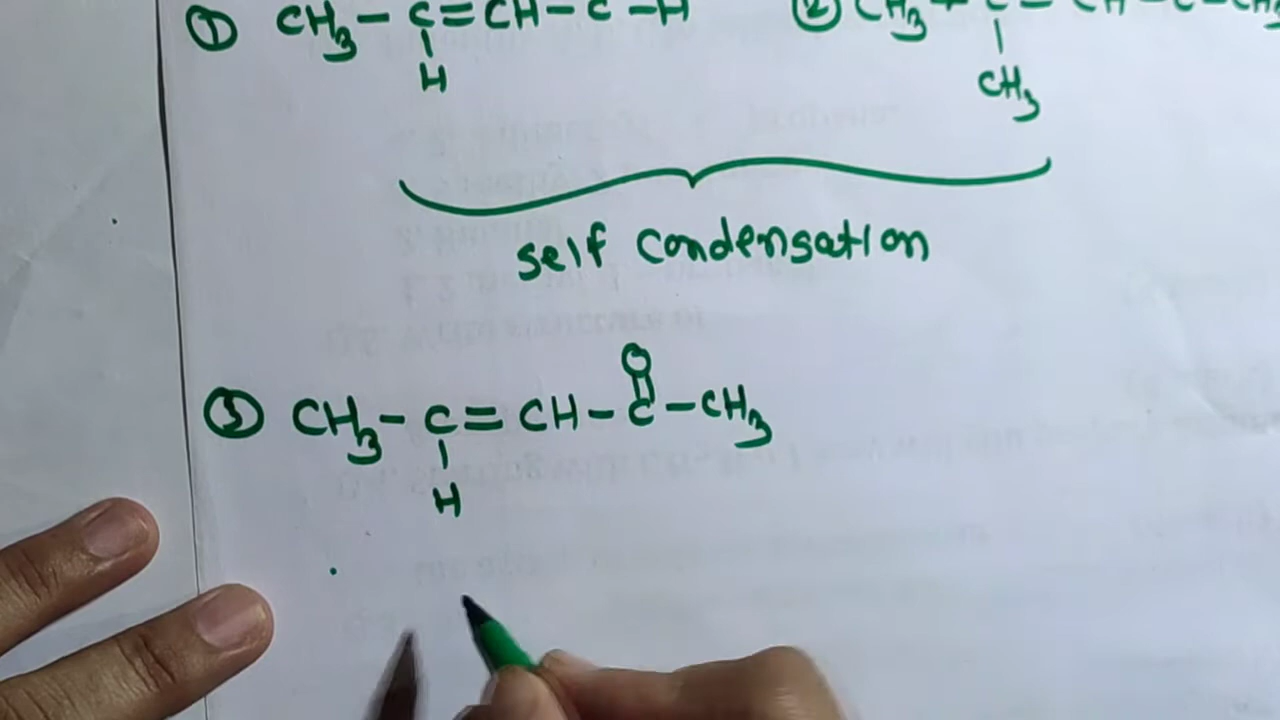 ① CH₃-C=CH-C-H ② CH₃-C=CH-C-CH₃
H
CH₃
self condensation
O
③ CH₃-C=CH-C-CH₃
H